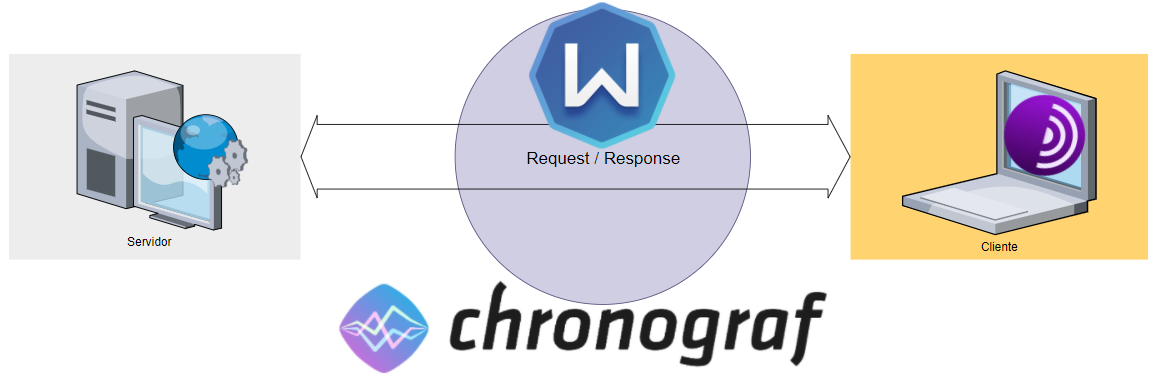 W
Request / Response
Servidor
Cliente
chronograf